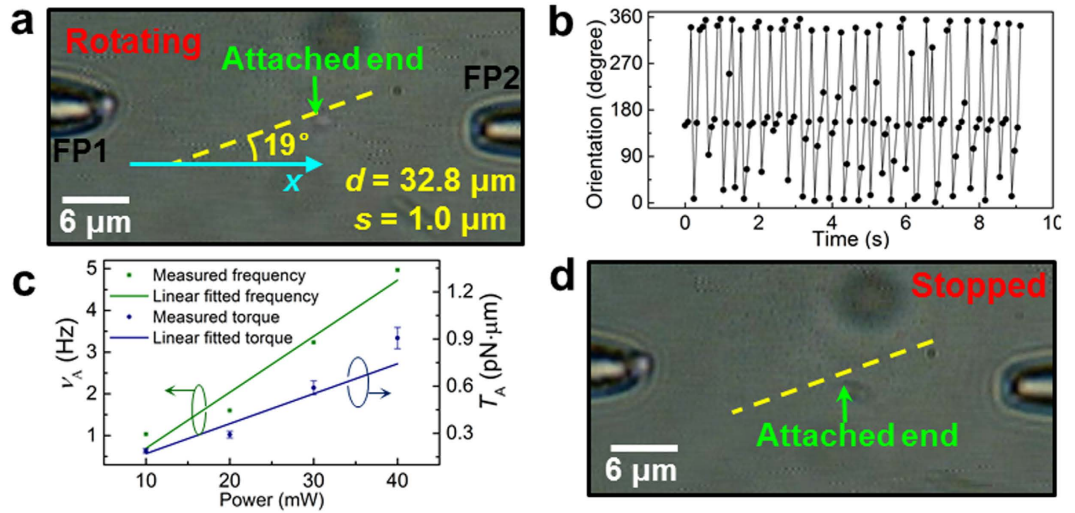 a
Rotating
Attached end
FP1
FP2
19°
x
d = 32.8 µm
s = 1.0 µm
6 µm
b
Orientation (degree)
360
270
180
90
0
0 2 4 6 8 10
Time (s)
c
νA (Hz)
5
4
3
2
1
Measured frequency
Linear fitted frequency
Measured torque
Linear fitted torque
1.2
0.9
0.6
0.3
TA (pN·µm)
10 20 30 40
Power (mW)
d
Stopped
Attached end
6 µm